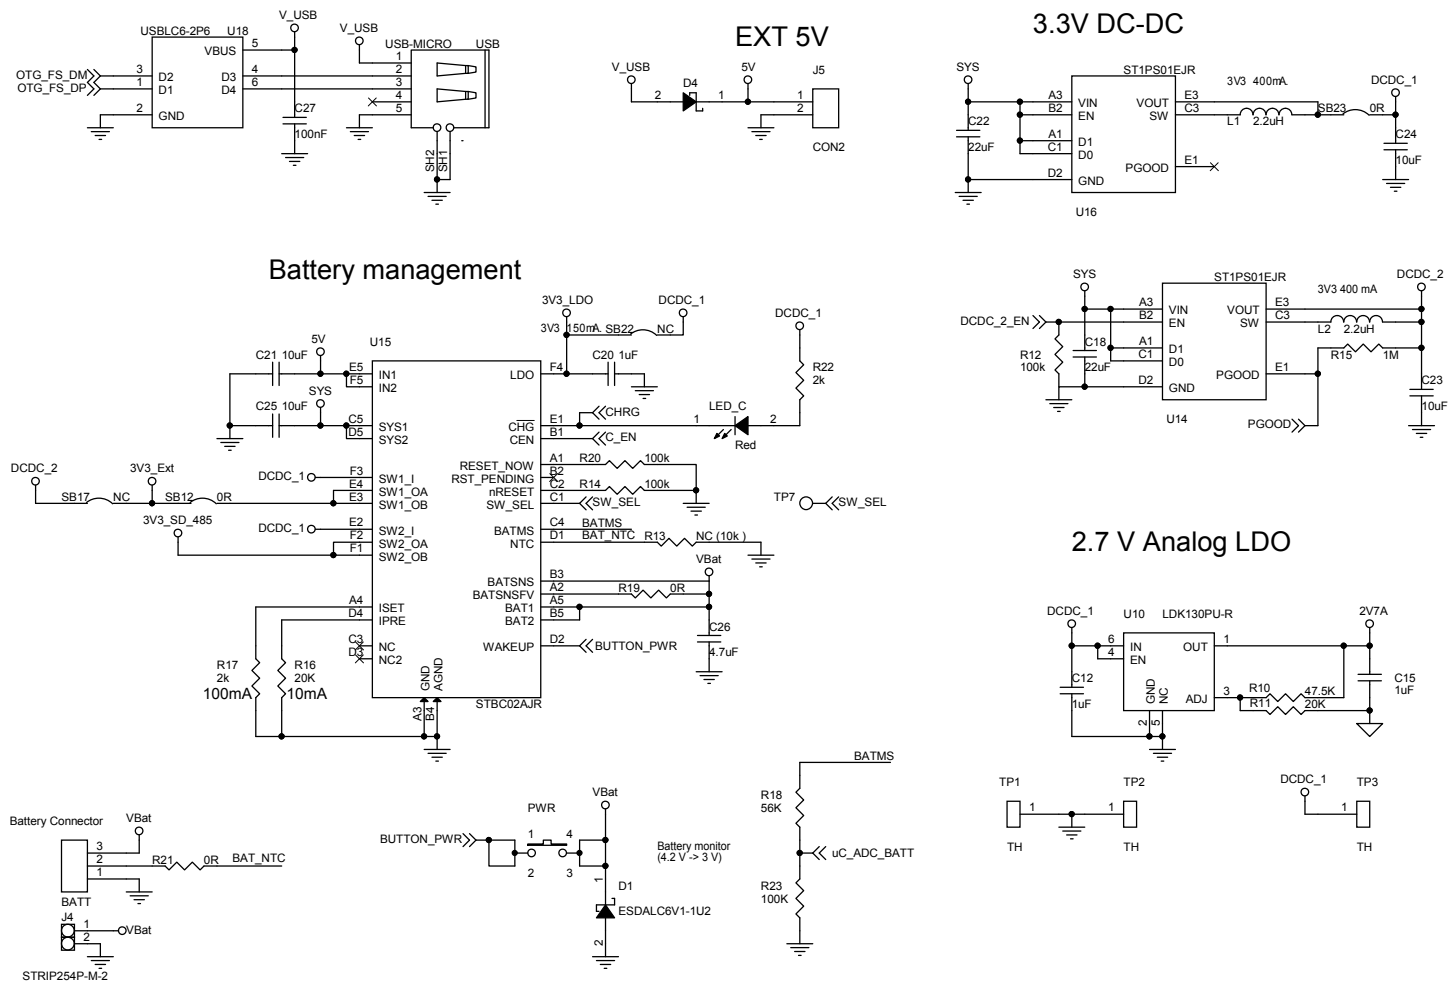 USBLC6-2P6 U18
V_USB
VBUS 5
OTG_FS_DM 3 D2 D3 4
OTG_FS_DP 1 D1 D4 6
2 GND
C27
100nF
V_USB
USB-MICRO USB
1
2
3
4
5
SH2
SH1
EXT 5V
V_USB
D4
5V
J5
2 1 1
2
CON2
3.3V DC-DC
SYS
ST1PS01EJR
3V3 400mA
DCDC_1
A3 VIN VOUT E3
B2 EN SW C3
L1 2.2uH SB23 0R
C22
22uF
A1 D1
C1 D0
PGOOD E1
D2 GND
C24
10uF
U16
SYS
ST1PS01EJR
3V3 400 mA
DCDC_2
A3 VIN VOUT E3
DCDC_2_EN B2 EN SW C3
L2 2.2uH
R12
100k
C18
22uF
A1 D1
C1 D0
R15 1M
PGOOD E1
D2 GND
C23
10uF
U14
PGOOD
Battery management
U15
3V3_LDO DCDC_1
3V3 150mA SB22 NC
DCDC_1
C21 10uF 5V
E5 IN1
F5 IN2
LDO F4 C20 1uF
R22
2k
C25 10uF SYS
C5 SYS1
D5 SYS2
CHG E1 CHRG
CEN B1 C_EN
LED_C
1 2
Red
RESET_NOW A1 R20 100k
RST_PENDING B2
nRESET C2 R14 100k
SW_SEL C1 SW_SEL
TP7 SW_SEL
DCDC_2 3V3_Ext
DCDC_1 F3 SW1_I
E4 SW1_OA
SB17 NC SB12 0R E3 SW1_OB
3V3_SD_485
DCDC_1 E2 SW2_I
F2 SW2_OA
F1 SW2_OB
BATMS C4 BATMS
NTC D1 BAT_NTC R13 NC (10k )
VBat
BATSNS B3
BATSNSFV A2 R19 0R
BAT1 A5
BAT2 B5
C26
4.7uF
WAKEUP D2 BUTTON_PWR
A4 ISET
D4 IPRE
C3 NC
D3 NC2
R17
2k
100mA
R16
20K
10mA
GND
AGND
A3
B4
STBC02AJR
2.7 V Analog LDO
DCDC_1
U10 LDK130PU-R
2V7A
6 IN OUT 1
4 EN
C12
1uF
GND
NC
2
5
ADJ 3
R10 47.5K
R11 20K
C15
1uF
TP1 TP2
1 1
TH TH
DCDC_1 TP3
1
TH
Battery Connector
VBat
3
2 R21 0R BAT_NTC
1
BATT
J4
1 VBat
2
STRIP254P-M-2
PWR
VBat
BUTTON_PWR 1 4
2 3
1
D1
ESDALC6V1-1U2
2
Battery monitor
(4.2 V -> 3 V)
BATMS
R18
56K
uC_ADC_BATT
R23
100K